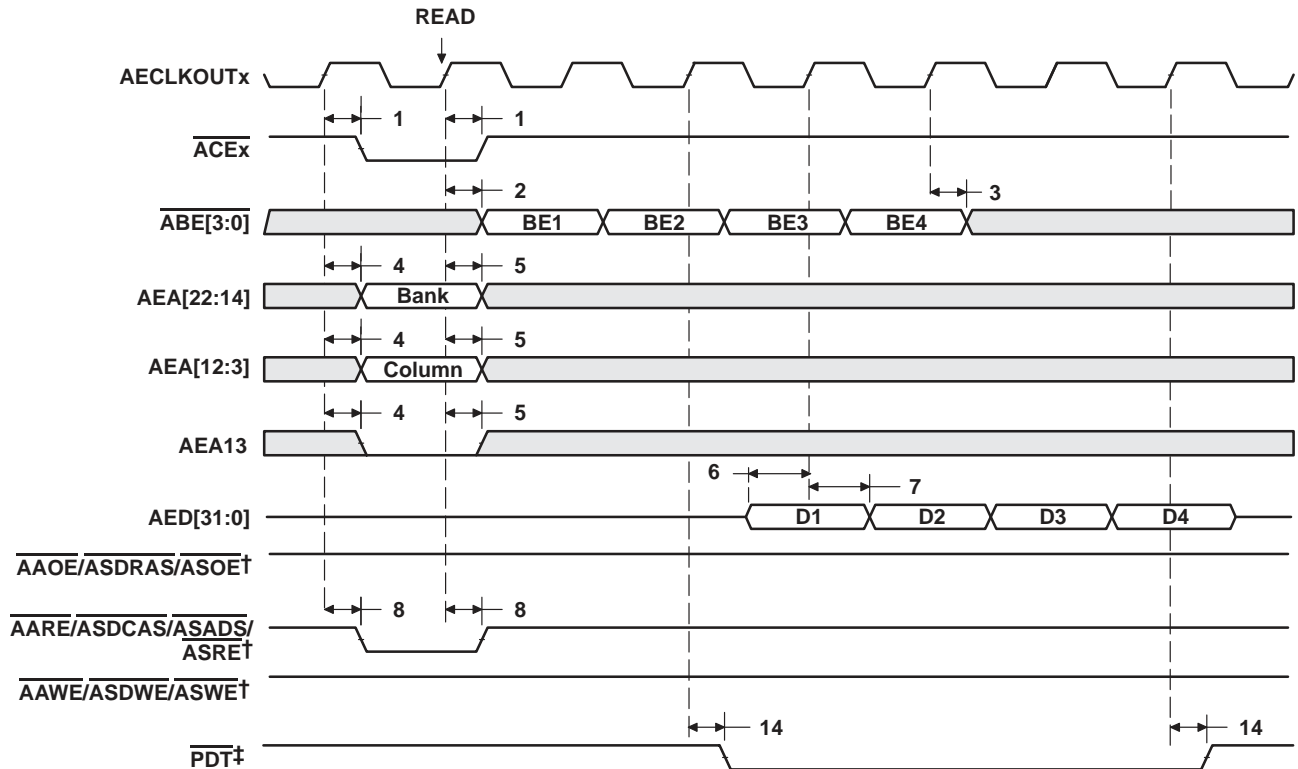 READ
AECLKOUTx
1 1
ACEx
2 3
ABE[3:0] BE1 BE2 BE3 BE4
4 5
AEA[22:14] Bank
4 5
AEA[12:3] Column
4 5
AEA13
6 7
AED[31:0] D1 D2 D3 D4
AAOE/ASDRAS/ASOE†
8 8
AARE/ASDCAS/ASADS/
ASRE†
AAWE/ASDWE/ASWE†
14 14
PDT‡